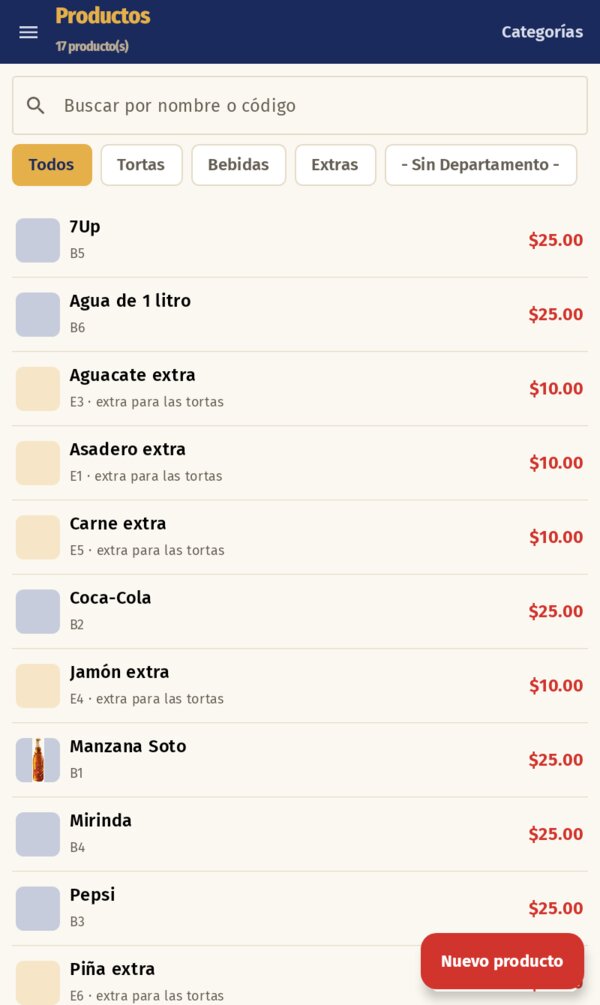 Productos
17 producto(s)
Categorías
Buscar por nombre o código
Todos
Tortas
Bebidas
Extras
- Sin Departamento -
7Up
B5
$25.00
Agua de 1 litro
B6
$25.00
Aguacate extra
E3 · extra para las tortas
$10.00
Asadero extra
E1 · extra para las tortas
$10.00
Carne extra
E5 · extra para las tortas
$10.00
Coca-Cola
B2
$25.00
Jamón extra
E4 · extra para las tortas
$10.00
Manzana Soto
B1
$25.00
Mirinda
B4
$25.00
Pepsi
B3
$25.00
Piña extra
E6 · extra para las tortas
Nuevo producto